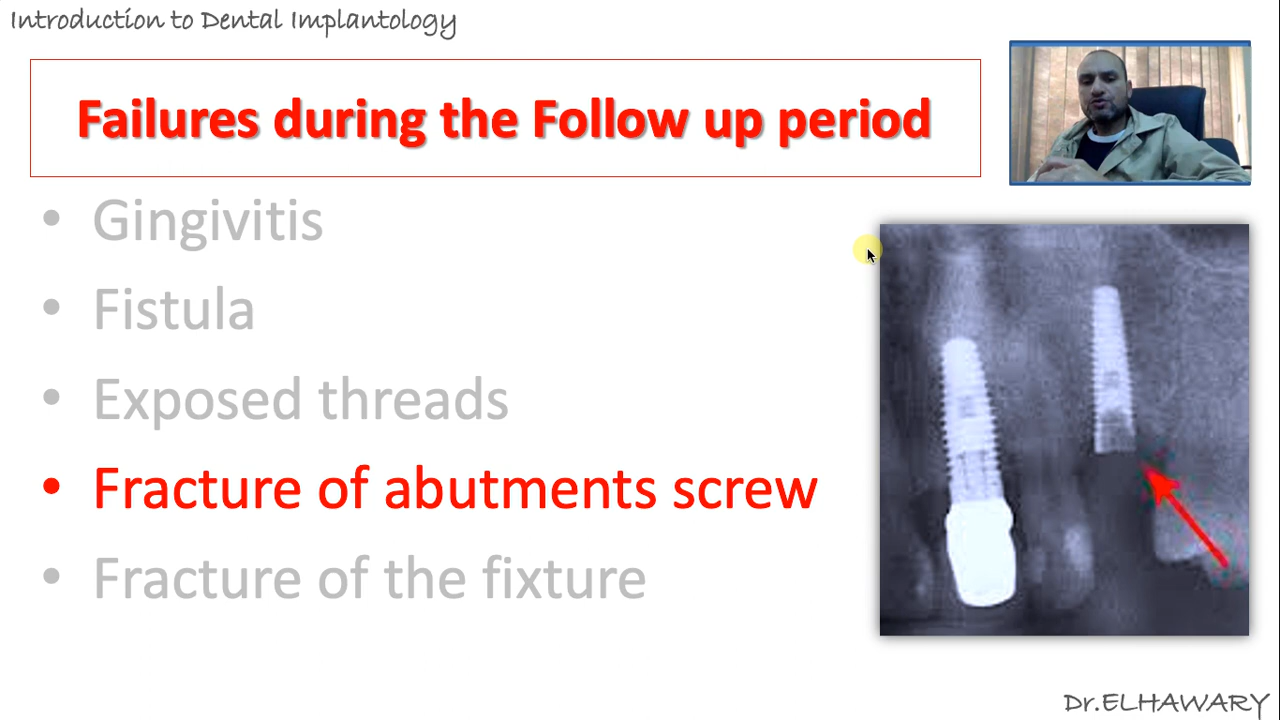 Introduction to Dental Implantology
Failures during the Follow up period
• Gingivitis
• Fistula
• Exposed threads
• Fracture of abutments screw
• Fracture of the fixture
Dr.ELHAWARY